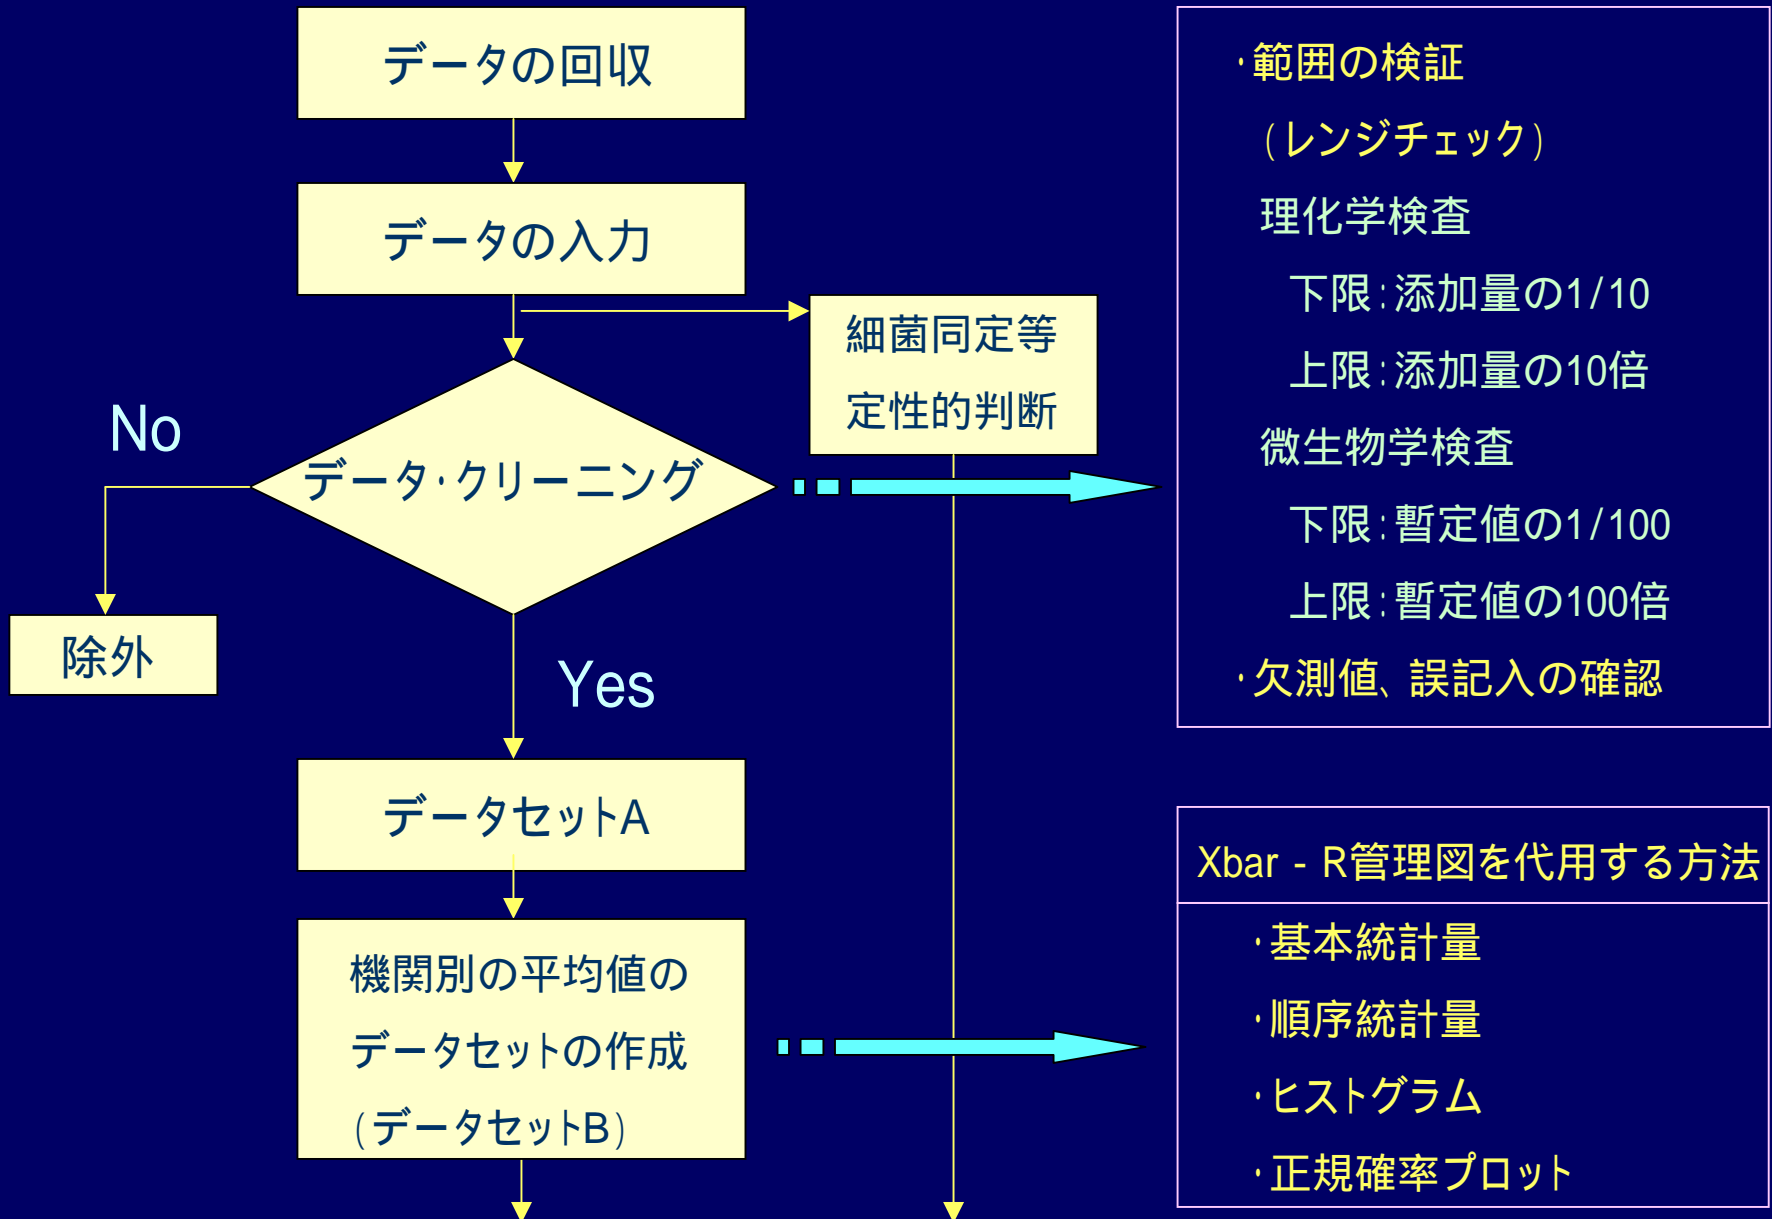 データの回収
データの入力
細菌同定等
定性的判断
No
データ・クリーニング
除外
Yes
データセットA
機関別の平均値の
データセットの作成
(データセットB)
・範囲の検証
(レンジチェック)
理化学検査
下限:添加量の1/10
上限:添加量の10倍
微生物学検査
下限:暫定値の1/100
上限:暫定値の100倍
・欠測値、誤記入の確認
Xbar - R管理図を代用する方法
・基本統計量
・順序統計量
・ヒストグラム
・正規確率プロット